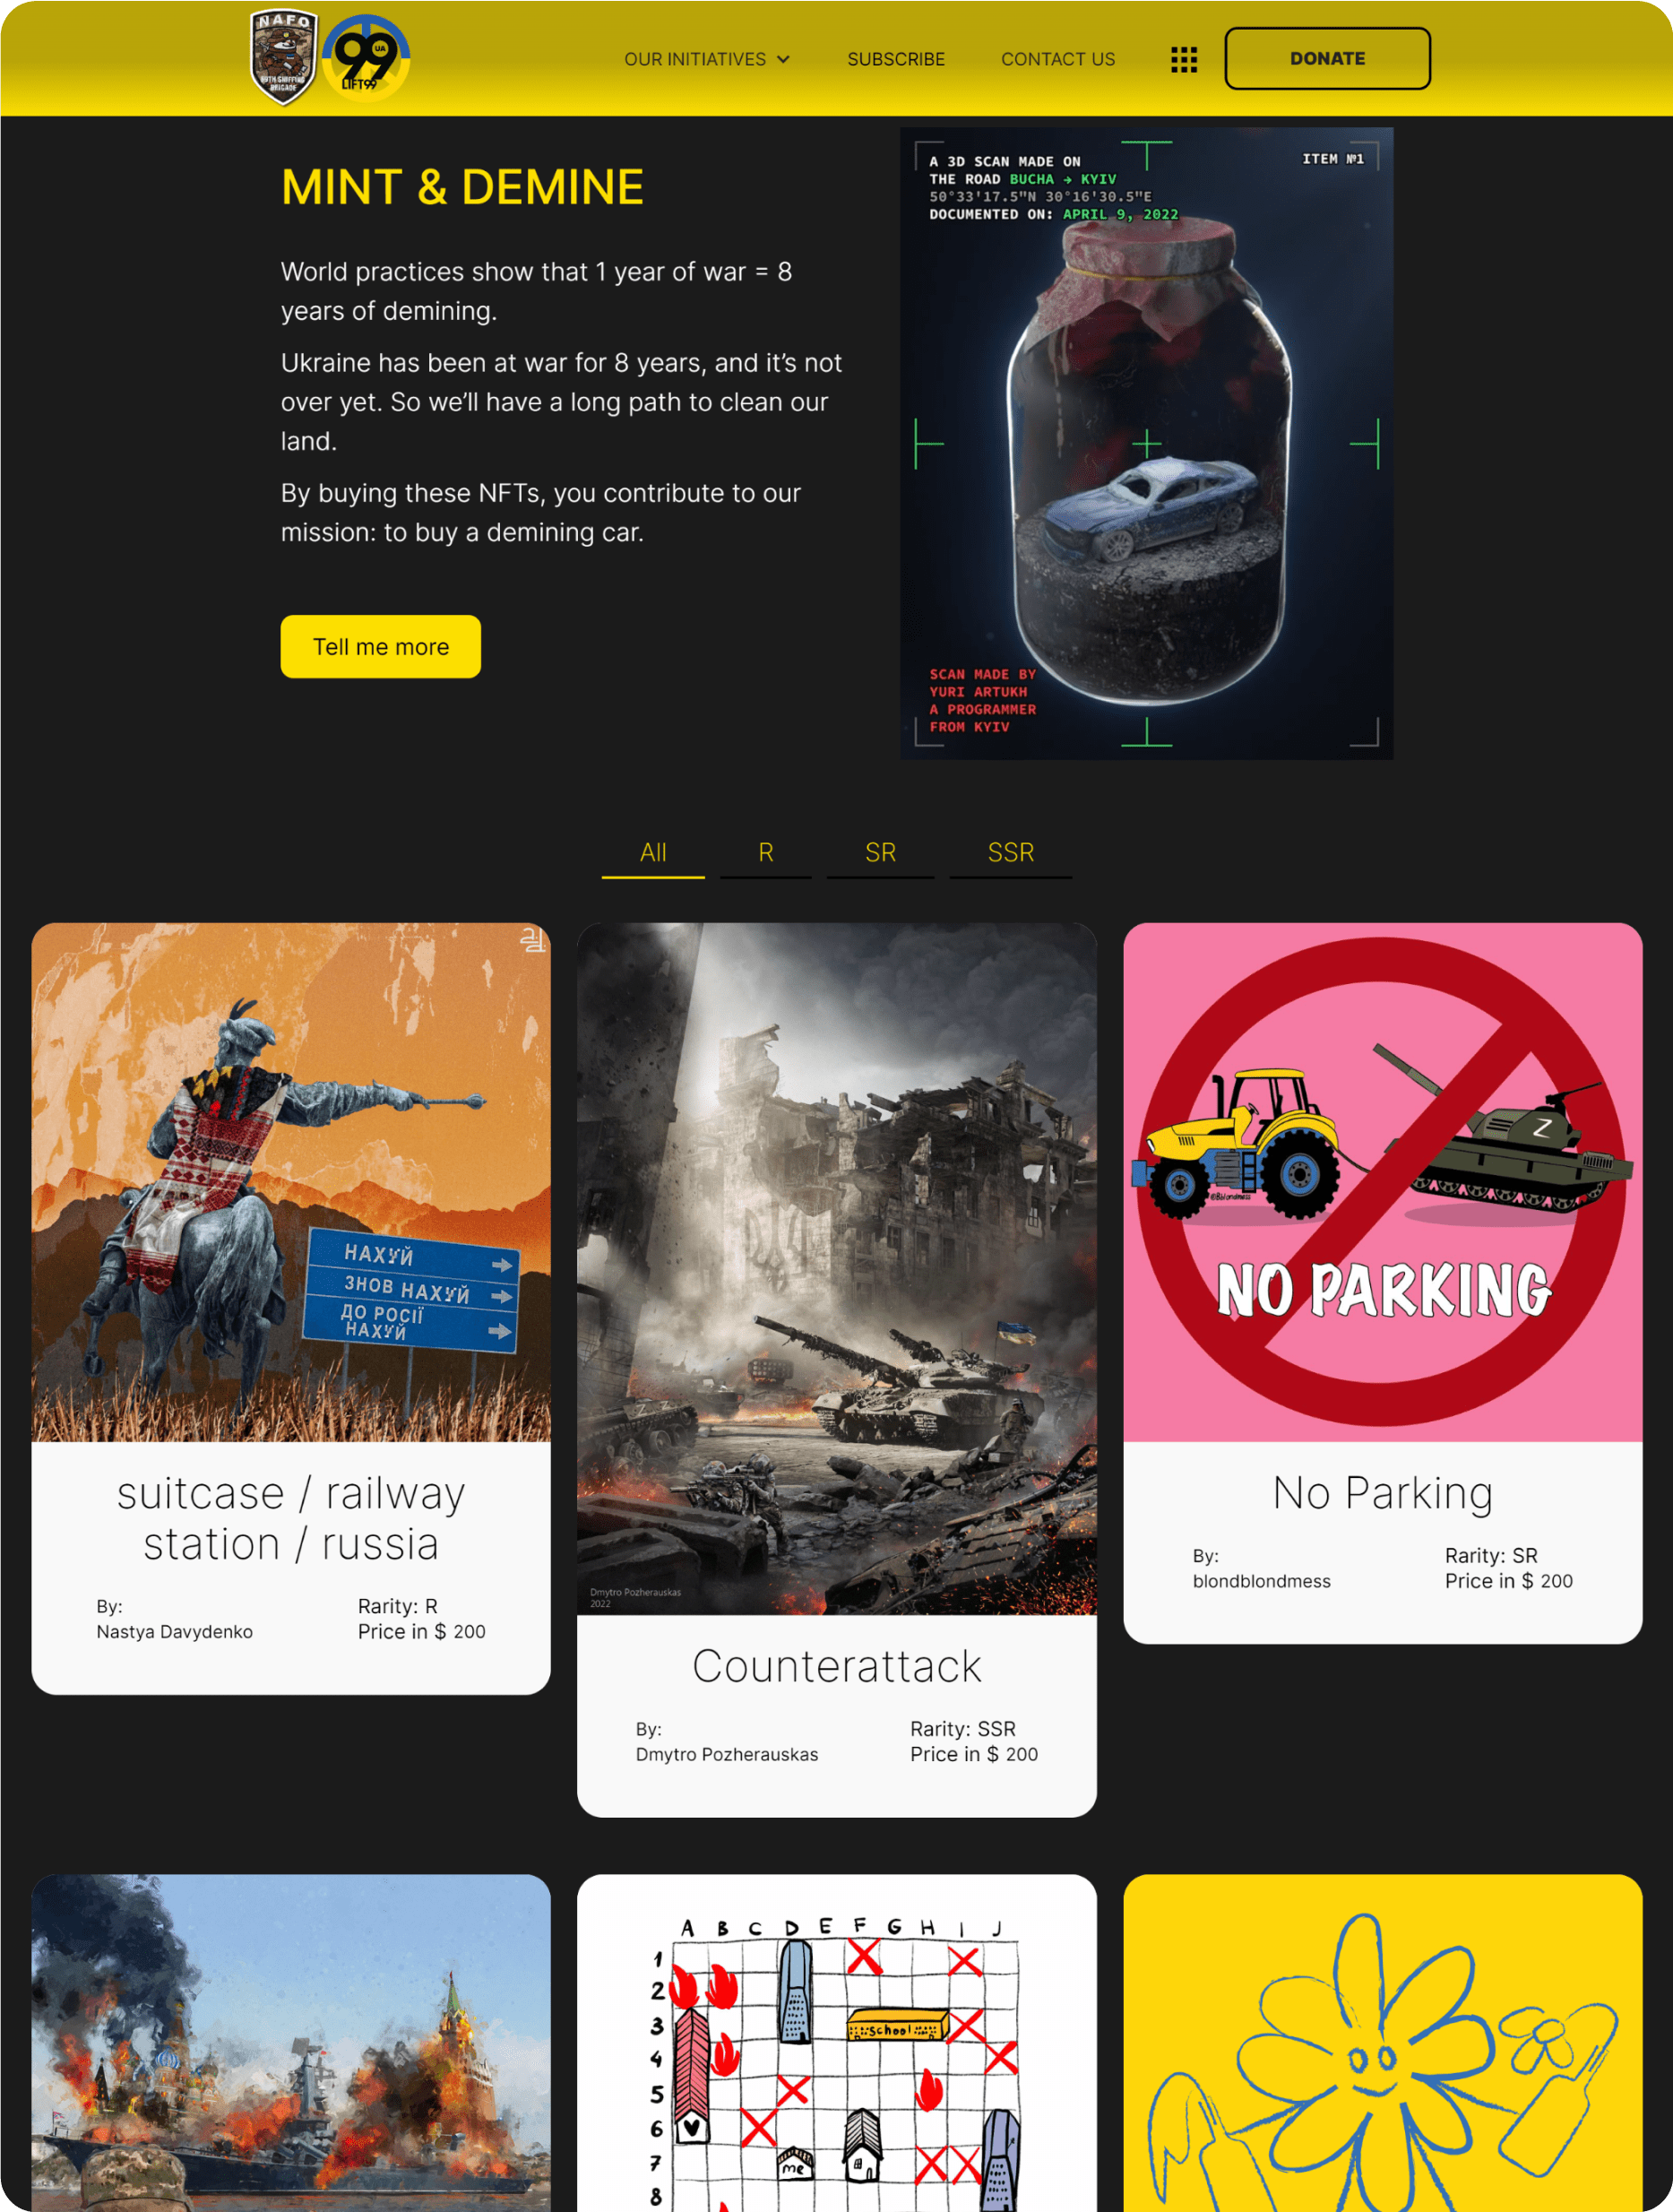 NAFO
99
UA
LIFT99
OUR INITIATIVES
SUBSCRIBE
CONTACT US
DONATE
MINT & DEMINE
World practices show that 1 year of war = 8
years of demining.
Ukraine has been at war for 8 years, and it’s not
over yet. So we’ll have a long path to clean our
land.
By buying these NFTs, you contribute to our
mission: to buy a demining car.
Tell me more
A 3D SCAN MADE ON
THE ROAD BUCHA → KYIV
50°33'17.5"N 30°16'30.5"E
DOCUMENTED ON: APRIL 9, 2022
ITEM №1
SCAN MADE BY
YURI ARTUKH
A PROGRAMMER
FROM KYIV
All
R
SR
SSR
НАХУЙ
ЗНОВ НАХУЙ
ДО РОСІЇ
НАХУЙ
suitcase / railway
station / russia
By:
Nastya Davydenko
Rarity: R
Price in $ 200
Dmytro Pozherauskas
2022
Counterattack
By:
Dmytro Pozherauskas
Rarity: SSR
Price in $ 200
Z
@Bblondmess
NO PARKING
No Parking
By:
blondblondmess
Rarity: SR
Price in $ 200
A B C D E F G H I J
1
2
3
school
4
5
6
7
me
8